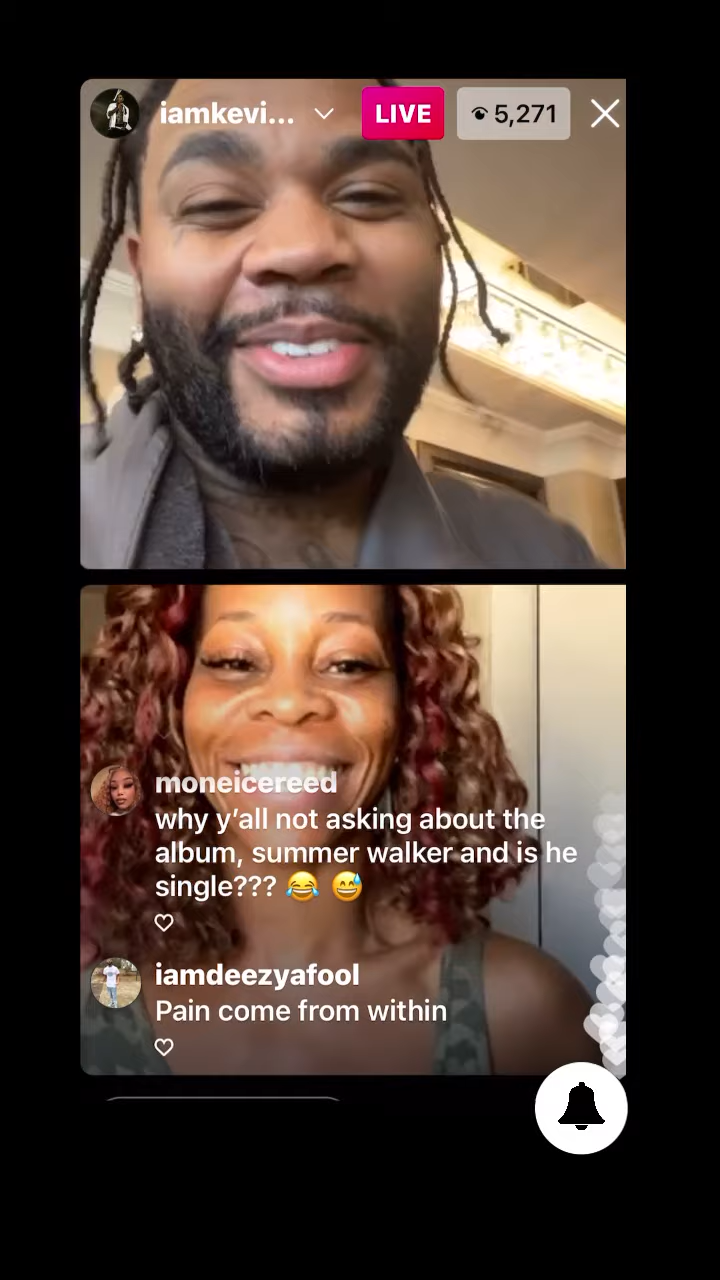 iamkevi...
LIVE
5,271
moneicereed
why y’all not asking about the
album, summer walker and is he
single??? 😂 😅
iamdeezyafool
Pain come from within